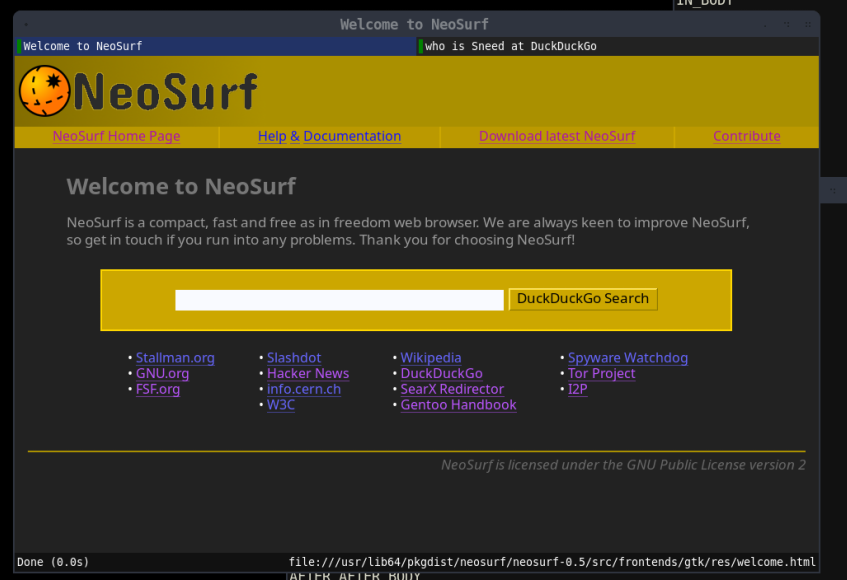 IN_BODY
Welcome to NeoSurf
Welcome to NeoSurf
who is Sneed at DuckDuckGo
NeoSurf
NeoSurf Home Page
Help & Documentation
Download latest NeoSurf
Contribute
Welcome to NeoSurf
NeoSurf is a compact, fast and free as in freedom web browser. We are always keen to improve NeoSurf,
so get in touch if you run into any problems. Thank you for choosing NeoSurf!
DuckDuckGo Search
• Stallman.org
• GNU.org
• FSF.org
• Slashdot
• Hacker News
• info.cern.ch
• W3C
• Wikipedia
• DuckDuckGo
• SearX Redirector
• Gentoo Handbook
• Spyware Watchdog
• Tor Project
• I2P
NeoSurf is licensed under the GNU Public License version 2
Done (0.0s)
file:///usr/lib64/pkgdist/neosurf/neosurf-0.5/src/frontends/gtk/res/welcome.html
AFTER_AFTER_BODY